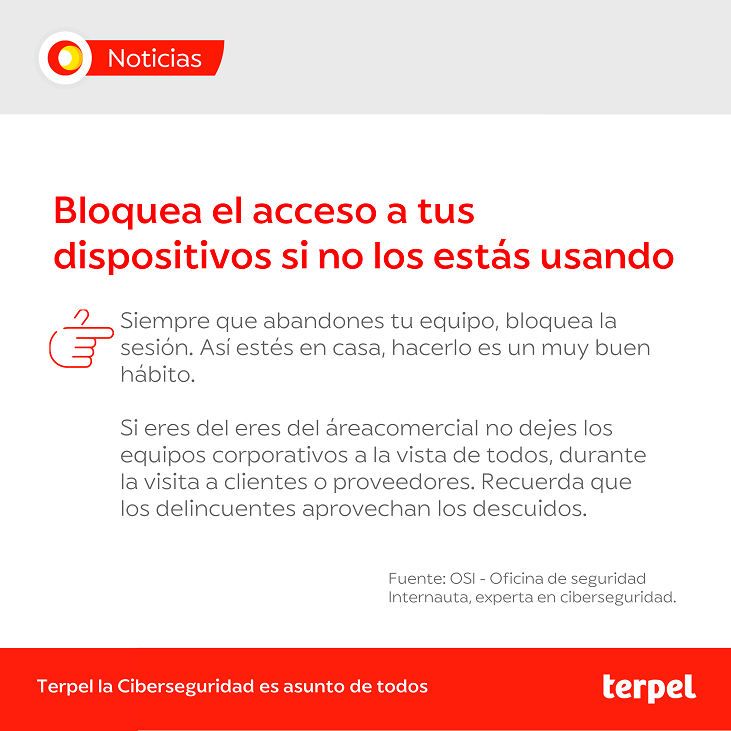 Noticias
Bloquea el acceso a tus
dispositivos si no los estás usando
Siempre que abandones tu equipo, bloquea la
sesión. Así estés en casa, hacerlo es un muy buen
hábito.
Si eres del eres del áreacomercial no dejes los
equipos corporativos a la vista de todos, durante
la visita a clientes o proveedores. Recuerda que
los delincuentes aprovechan los descuidos.
Fuente: OSI - Oficina de seguridad
Internauta, experta en ciberseguridad.
Terpel la Ciberseguridad es asunto de todos
terpel